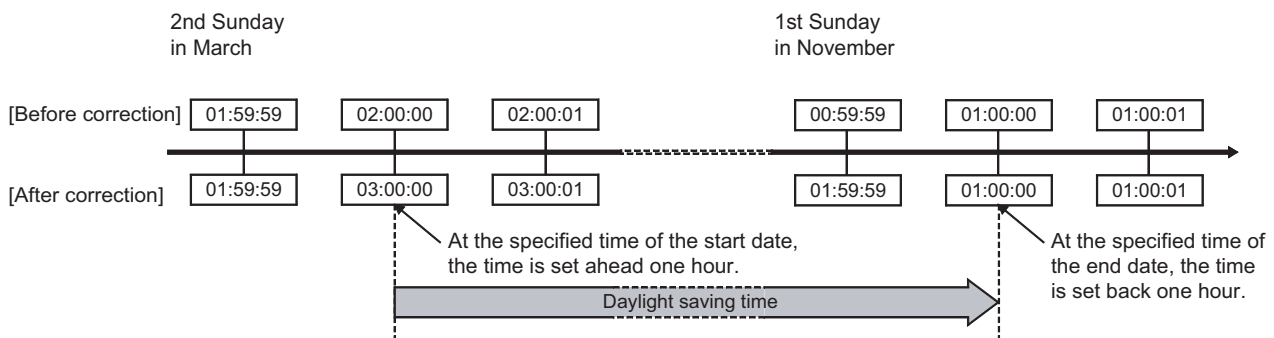 2nd Sunday
in March
1st Sunday
in November
[Before correction] 01:59:59 02:00:00 02:00:01 00:59:59 01:00:00 01:00:01
[After correction] 01:59:59 03:00:00 03:00:01 01:59:59 01:00:00 01:00:01
At the specified time of the start date,
the time is set ahead one hour.
At the specified time of
the end date, the time
is set back one hour.
Daylight saving time